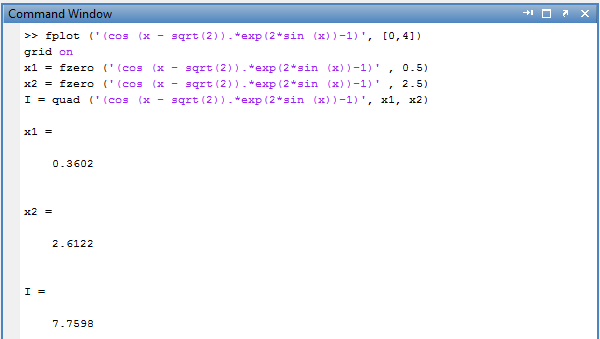 Command Window
>> fplot ('(cos (x - sqrt(2)).*exp(2*sin (x))-1)', [0,4])
grid on
x1 = fzero ('(cos (x - sqrt(2)).*exp(2*sin (x))-1)' , 0.5)
x2 = fzero ('(cos (x - sqrt(2)).*exp(2*sin (x))-1)' , 2.5)
I = quad ('(cos (x - sqrt(2)).*exp(2*sin (x))-1)', x1, x2)
x1 =
0.3602
x2 =
2.6122
I =
7.7598